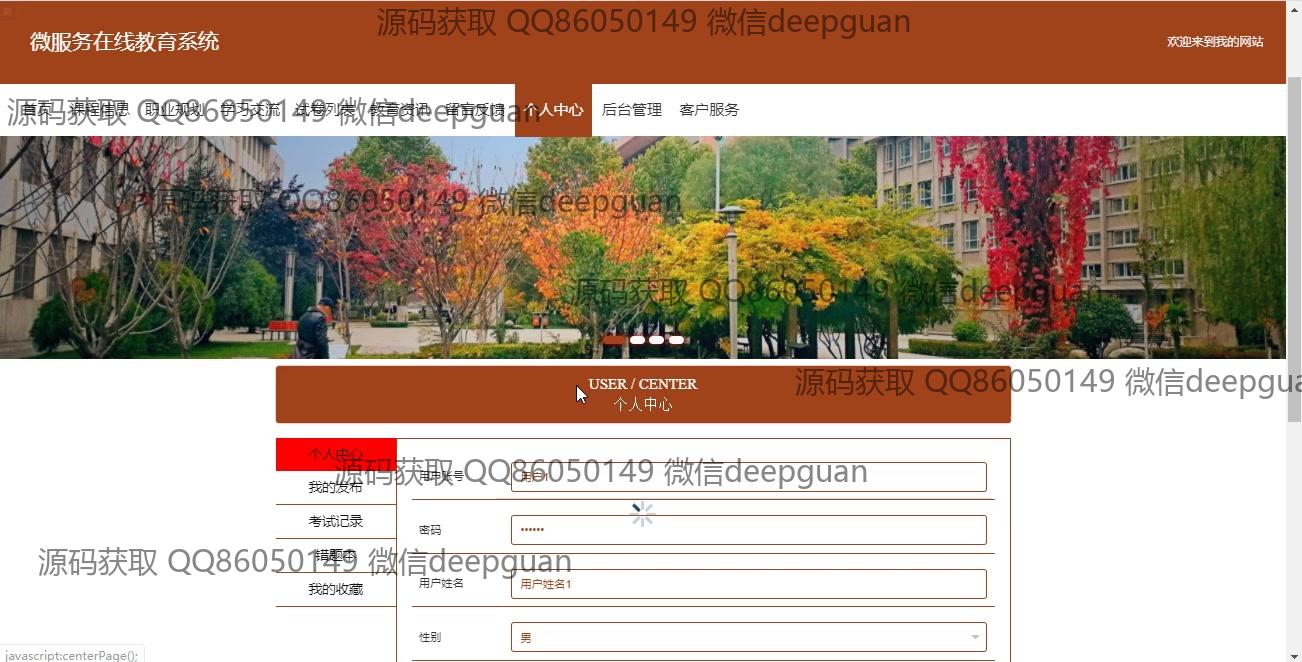 源码获取 QQ86050149 微信deepguan
微服务在线教育系统
欢迎来到我的网站
首页 课程信息 职业规划 学习交流 试卷列表 教育资讯 留言反馈 个人中心 后台管理 客户服务
源码获取 QQ86050149 微信deepguan
源码获取 QQ86050149 微信deepguan
源码获取 QQ86050149 微信deepguan
USER / CENTER
源码获取 QQ86050149 微信deepgua
个人中心
个人中心
源码获取 QQ86050149 微信deepguan
用户账号 用户1
我的发布
考试记录
密码 ••••••
错题本
源码获取 QQ86050149 微信deepguan
用户姓名 用户姓名1
我的收藏
性别 男
javascript:centerPage();